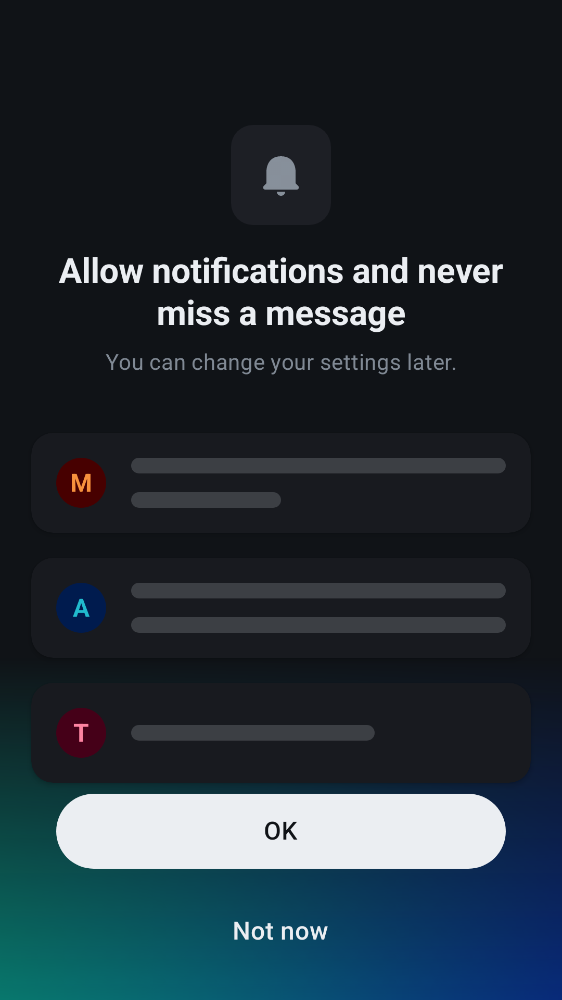 Allow notifications and never
miss a message
You can change your settings later.
M
A
T
OK
Not now